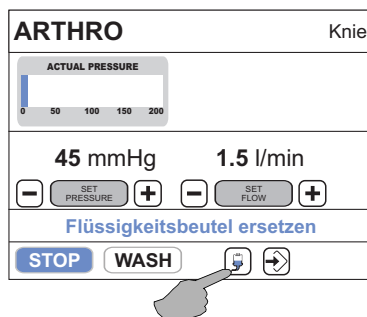 ARTHRO Knie
ACTUAL PRESSURE
0 50 100 150 200
45 mmHg 1.5 l/min
SET PRESSURE
SET FLOW
Flüssigkeitsbeutel ersetzen
STOP WASH